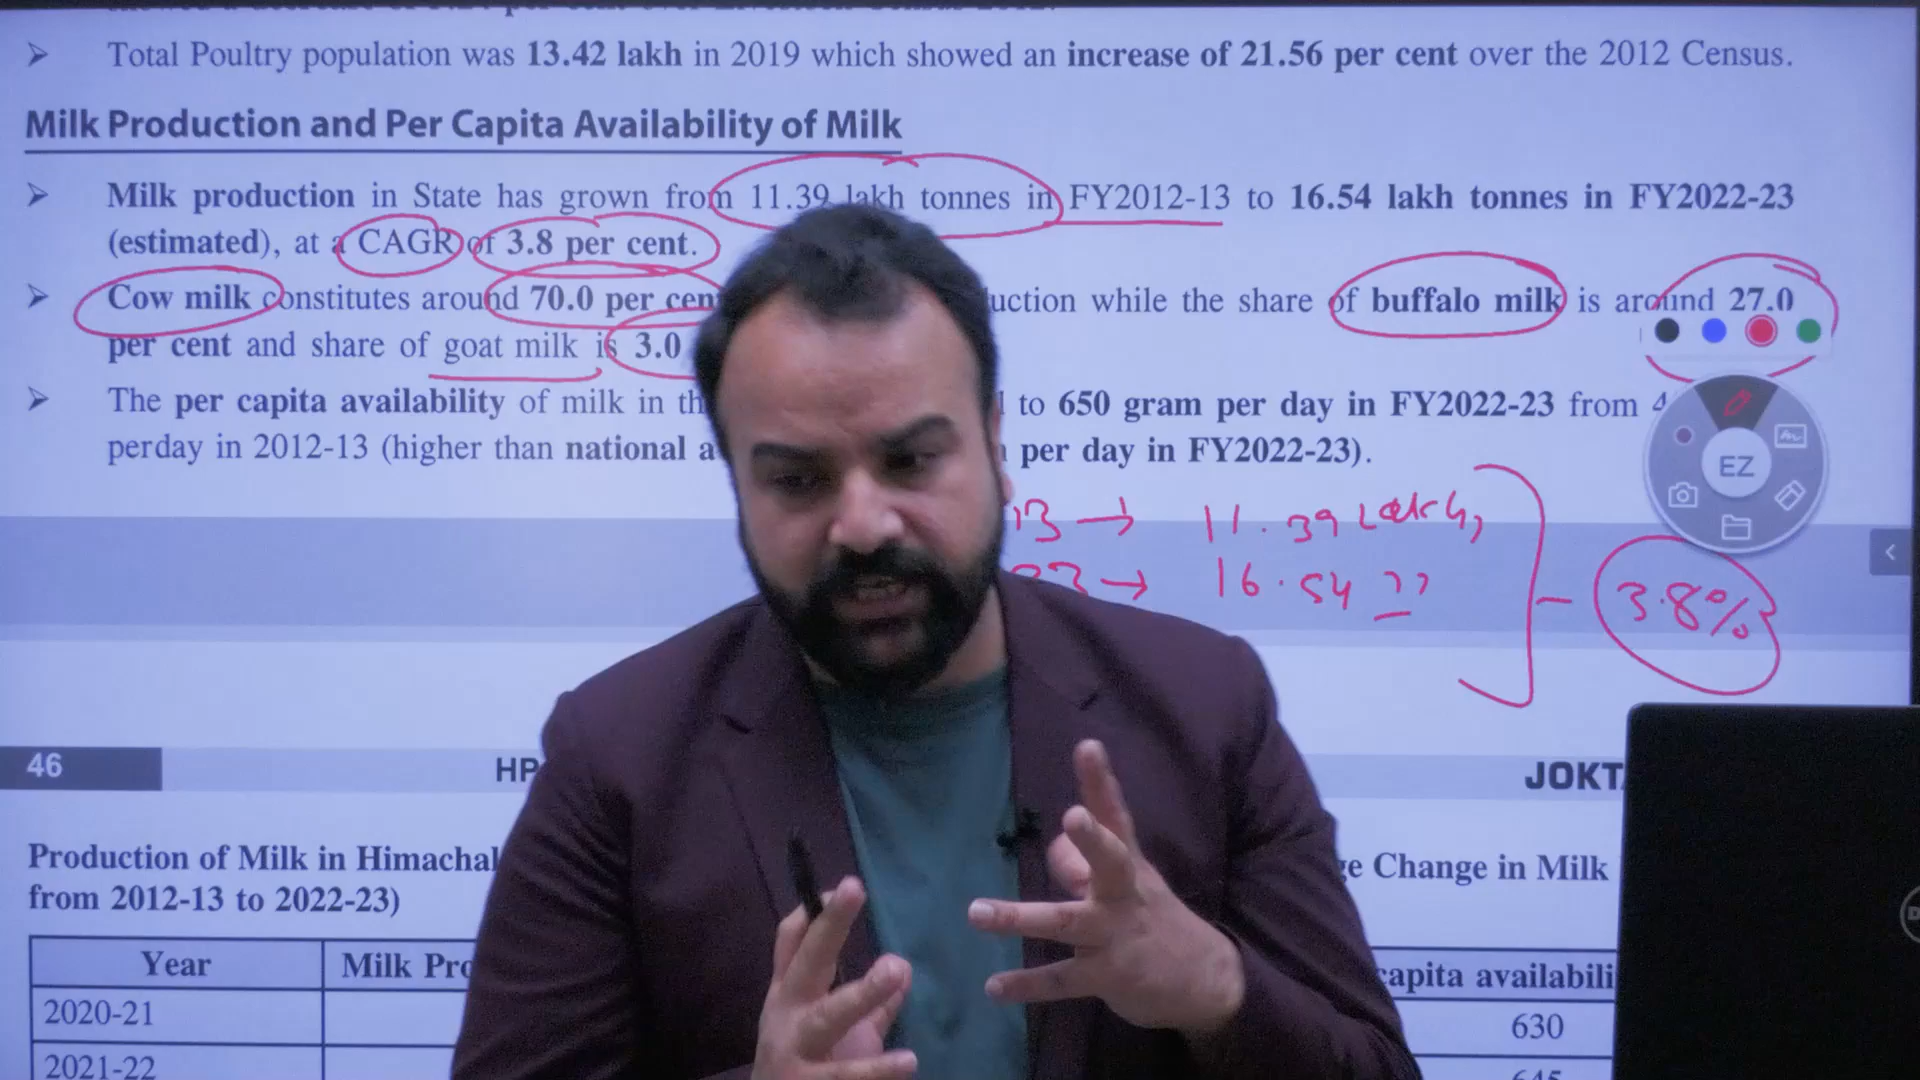 Total Poultry population was 13.42 lakh in 2019 which showed an increase of 21.56 per cent over the 2012 Census.
Milk Production and Per Capita Availability of Milk
Milk production in State has grown from 11.39 lakh tonnes in FY2012-13 to 16.54 lakh tonnes in FY2022-23
(estimated), at a CAGR of 3.8 per cent.
Cow milk constitutes around 70.0 per cen uction while the share of buffalo milk is around 27.0
per cent and share of goat milk is 3.0
The per capita availability of milk in th to 650 gram per day in FY2022-23 from 4
perday in 2012-13 (higher than national a per day in FY2022-23).
EZ
13 → 11.39 Lakh,
→ 16.54 ,,
3.8%
46 HP JOKT
Production of Milk in Himachal
from 2012-13 to 2022-23)
ge Change in Milk
Year Milk Pro capita availabili
2020-21 630
2021-22 645